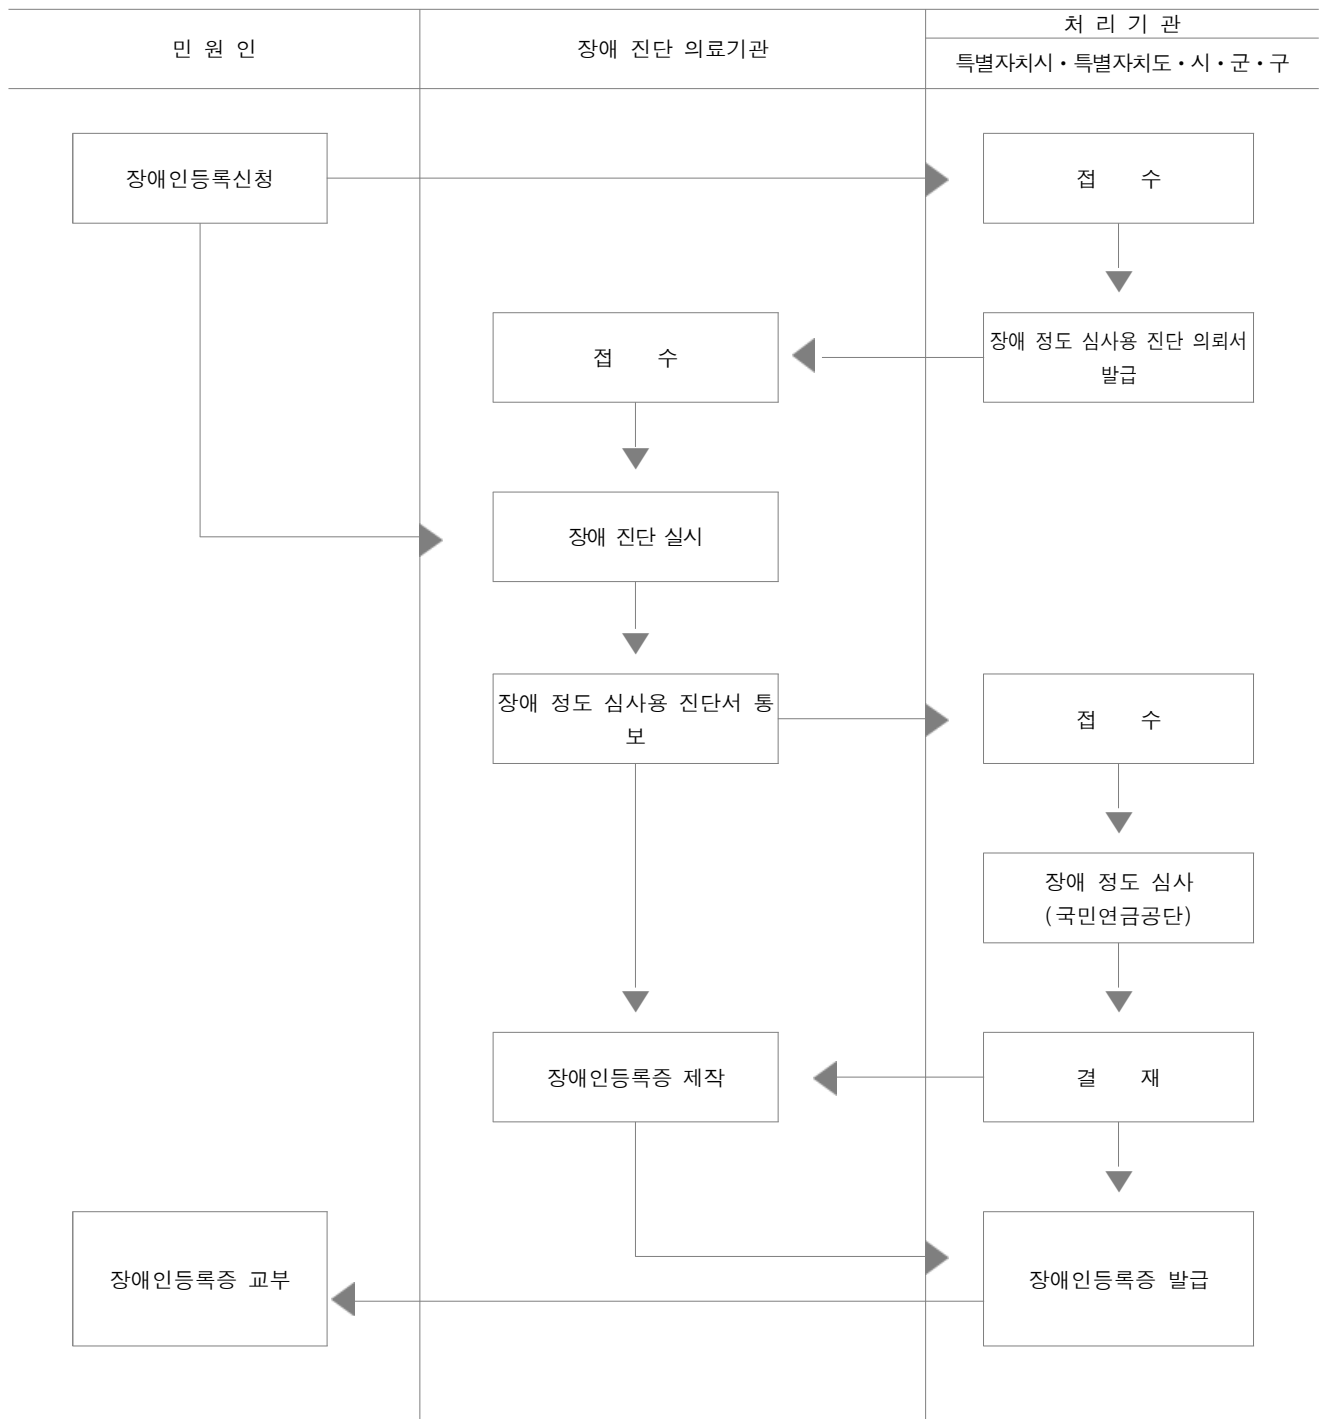 민 원 인
장애 진단 의료기관
처 리 기 관
특별자치시・특별자치도・시・군・구
장애인등록신청
접 수
장애 정도 심사용 진단 의뢰서
발급
접 수
장애 진단 실시
장애 정도 심사용 진단서 통
보
접 수
장애 정도 심사
(국민연금공단)
장애인등록증 제작
결 재
장애인등록증 교부
장애인등록증 발급